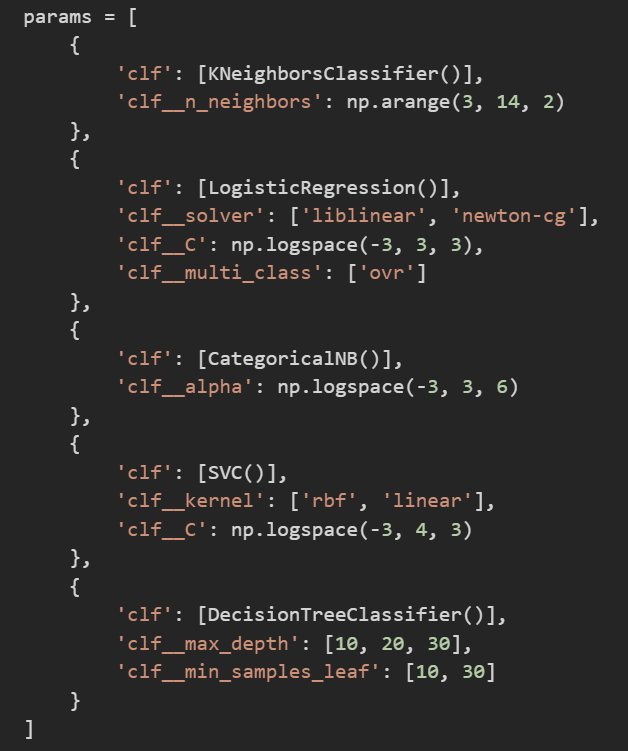 params = [
    {
        'clf': [KNeighborsClassifier()],
        'clf__n_neighbors': np.arange(3, 14, 2)
    },
    {
        'clf': [LogisticRegression()],
        'clf__solver': ['liblinear', 'newton-cg'],
        'clf__C': np.logspace(-3, 3, 3),
        'clf__multi_class': ['ovr']
    },
    {
        'clf': [CategoricalNB()],
        'clf__alpha': np.logspace(-3, 3, 6)
    },
    {
        'clf': [SVC()],
        'clf__kernel': ['rbf', 'linear'],
        'clf__C': np.logspace(-3, 4, 3)
    },
    {
        'clf': [DecisionTreeClassifier()],
        'clf__max_depth': [10, 20, 30],
        'clf__min_samples_leaf': [10, 30]
    }
]